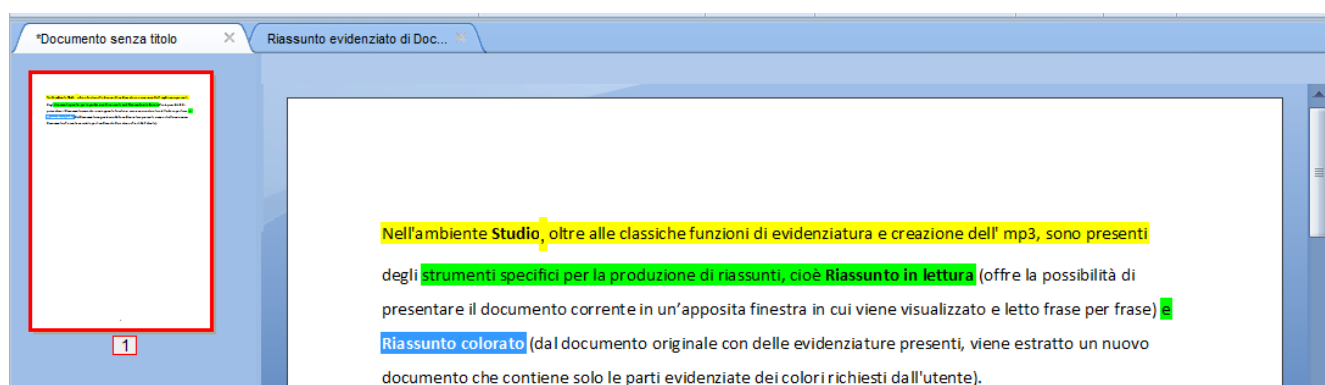 *Documento senza titolo
Riassunto evidenziato di Doc...
1
Nell'ambiente Studio, oltre alle classiche funzioni di evidenziatura e creazione dell' mp3, sono presenti
degli strumenti specifici per la produzione di riassunti, cioè Riassunto in lettura (offre la possibilità di
presentare il documento corrente in un’apposita finestra in cui viene visualizzato e letto frase per frase) e
Riassunto colorato (dal documento originale con delle evidenziature presenti, viene estratto un nuovo
documento che contiene solo le parti evidenziate dei colori richiesti dall'utente).